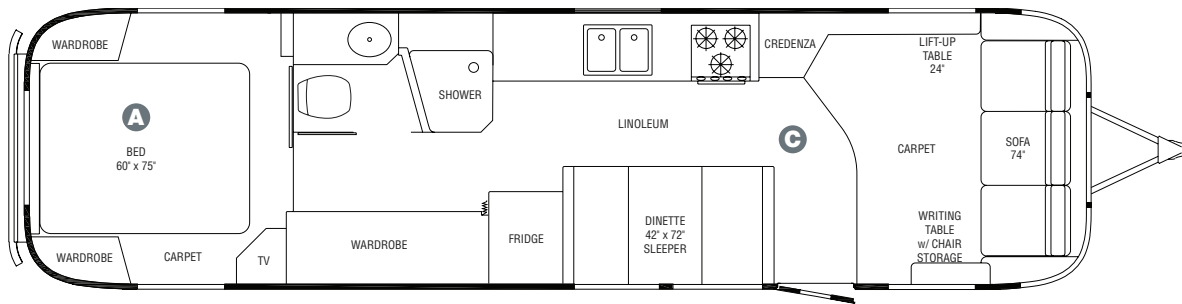 WARDROBE
A
BED
60" x 75"
WARDROBE
CARPET
TV
WARDROBE
SHOWER
FRIDGE
LINOLEUM
DINETTE
42" x 72"
SLEEPER
CREDENZA
C
LIFT-UP
TABLE
24"
CARPET
SOFA
74"
WRITING
TABLE
w/ CHAIR
STORAGE